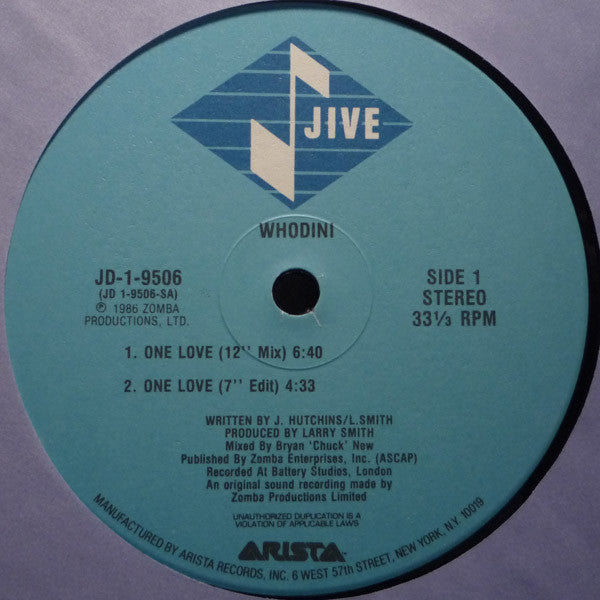 JIVE
WHODINI
JD-1-9506
(JD 1-9506-SA)
℗ 1986 ZOMBA
PRODUCTIONS, LTD.
SIDE 1
STEREO
33⅓ RPM
1. ONE LOVE (12'' Mix) 6:40
2. ONE LOVE (7'' Edit) 4:33
WRITTEN BY J. HUTCHINS/L.SMITH
PRODUCED BY LARRY SMITH
Mixed By Bryan 'Chuck' New
Published By Zomba Enterprises, Inc. (ASCAP)
Recorded At Battery Studios, London
An original sound recording made by
Zomba Productions Limited
UNAUTHORIZED DUPLICATION IS A
VIOLATION OF APPLICABLE LAWS
ARISTA
MANUFACTURED BY ARISTA RECORDS, INC. 6 WEST 57th STREET, NEW YORK, N.Y. 10019